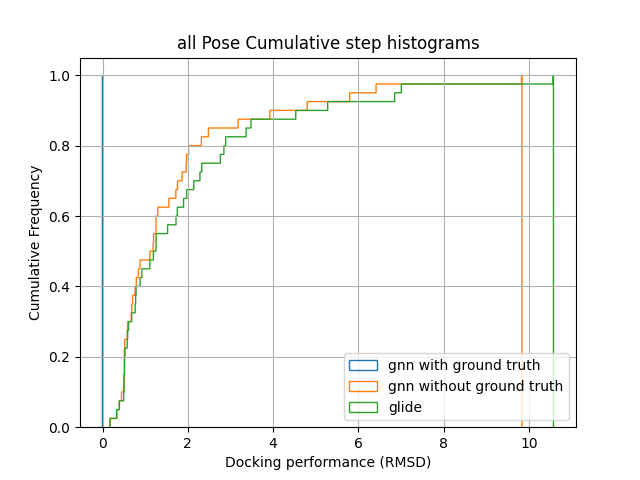 all Pose Cumulative step histograms
1.0
0.8
0.6
0.4
0.2
0.0
Cumulative Frequency
gnn with ground truth
gnn without ground truth
glide
0 2 4 6 8 10
Docking performance (RMSD)